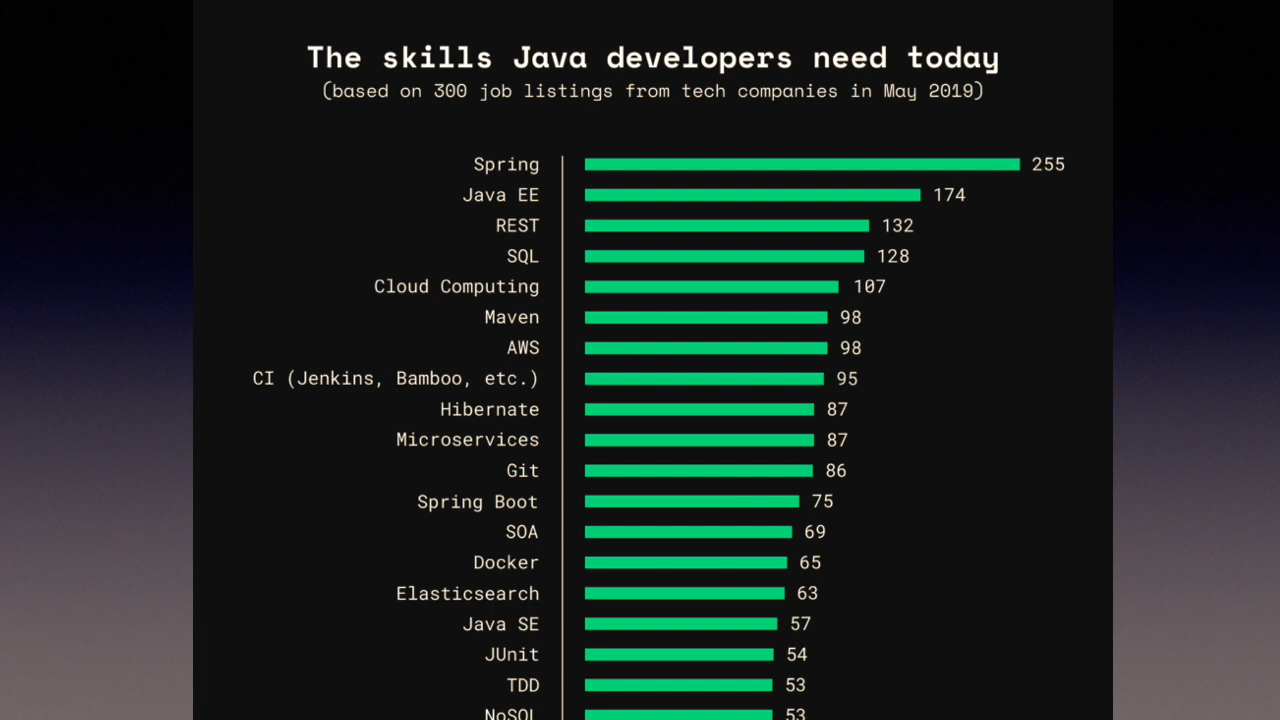 The skills Java developers need today
(based on 300 job listings from tech companies in May 2019)
Spring 255
Java EE 174
REST 132
SQL 128
Cloud Computing 107
Maven 98
AWS 98
CI (Jenkins, Bamboo, etc.) 95
Hibernate 87
Microservices 87
Git 86
Spring Boot 75
SOA 69
Docker 65
Elasticsearch 63
Java SE 57
JUnit 54
TDD 53
NoSQL 53